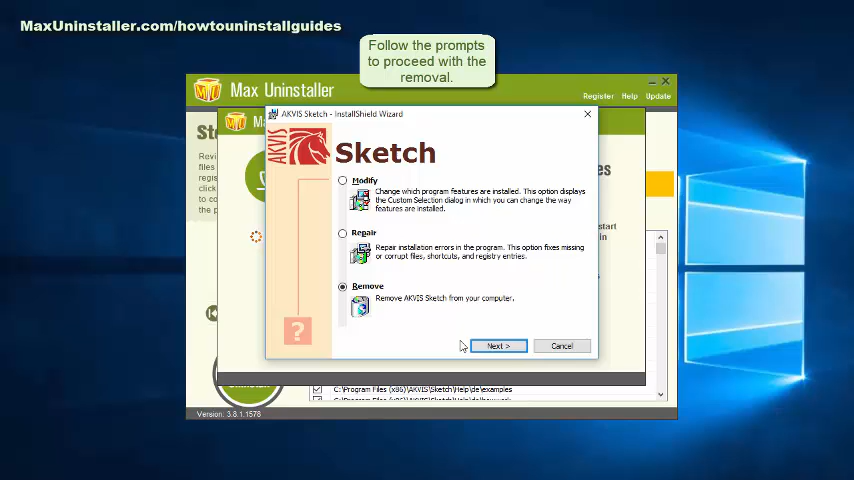 MaxUninstaller.com/howtouninstallguides
Follow the prompts
to proceed with the
removal.
Max Uninstaller
Register Help Update
AKVIS Sketch - InstallShield Wizard
AKVIS
Sketch
Modify
Change which program features are installed. This option displays
the Custom Selection dialog in which you can change the way
features are installed.
Repair
Repair installation errors in the program. This option fixes missing
or corrupt files, shortcuts, and registry entries.
Remove
Remove AKVIS Sketch from your computer.
?
Next >
Cancel
C:\Program Files (x86)\AKVIS\Sketch\Help\de\examples
Version: 3.8.1.1578